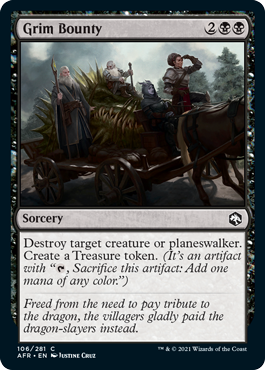 Grim Bounty 2
Sorcery
Destroy target creature or planeswalker.
Create a Treasure token. (It's an artifact
with “, Sacrifice this artifact: Add one
mana of any color.”)
Freed from the need to pay tribute to
the dragon, the villagers gladly paid the
dragon-slayers instead.
106/281 C
AFR • EN Justine Cruz
™ & © 2021 Wizards of the Coast